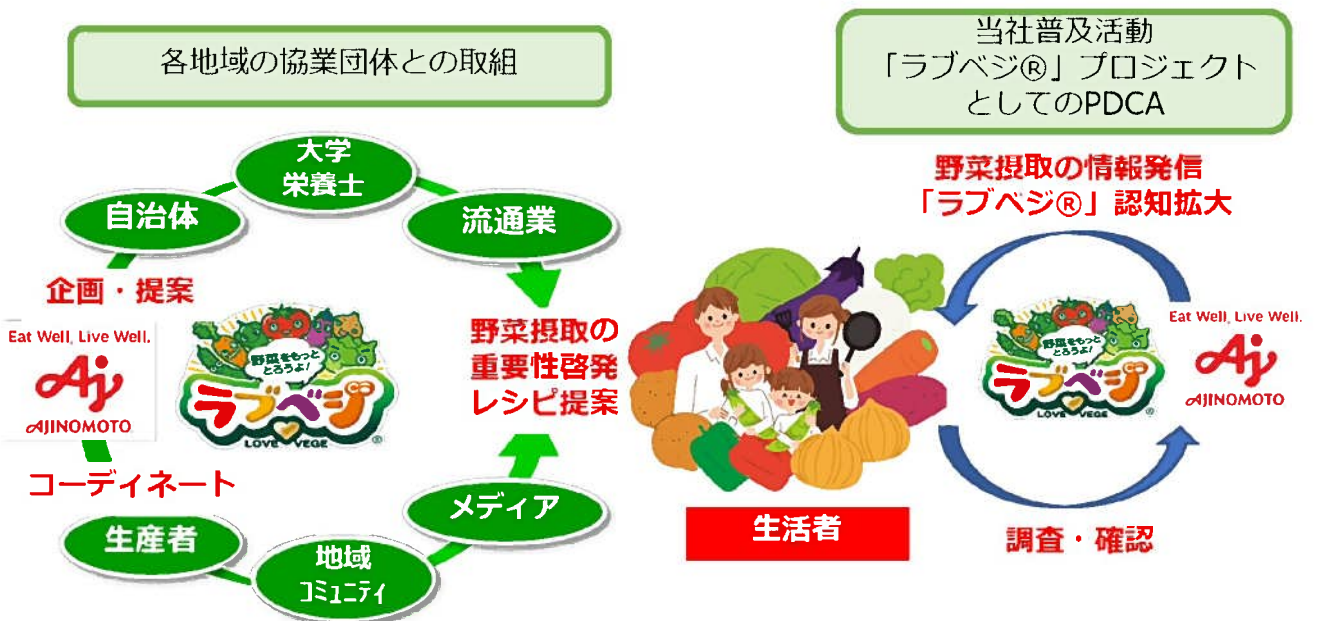 各地域の協業団体との取組
大学
栄養士
自治体
流通業
企画・提案
Eat Well, Live Well.
Aj
AJINOMOTO
野菜をもっと
とろうよ!
ラブベジ
LOVE VEGE
®
野菜摂取の
重要性啓発
レシピ提案
コーディネート
生産者
地域
コミュニティ
メディア
生活者
当社普及活動
「ラブベジ®」プロジェクト
としてのPDCA
野菜摂取の情報発信
「ラブベジ®」認知拡大
野菜をもっと
とろうよ!
ラブベジ
LOVE VEGE
®
Eat Well, Live Well.
Aj
AJINOMOTO
調査・確認